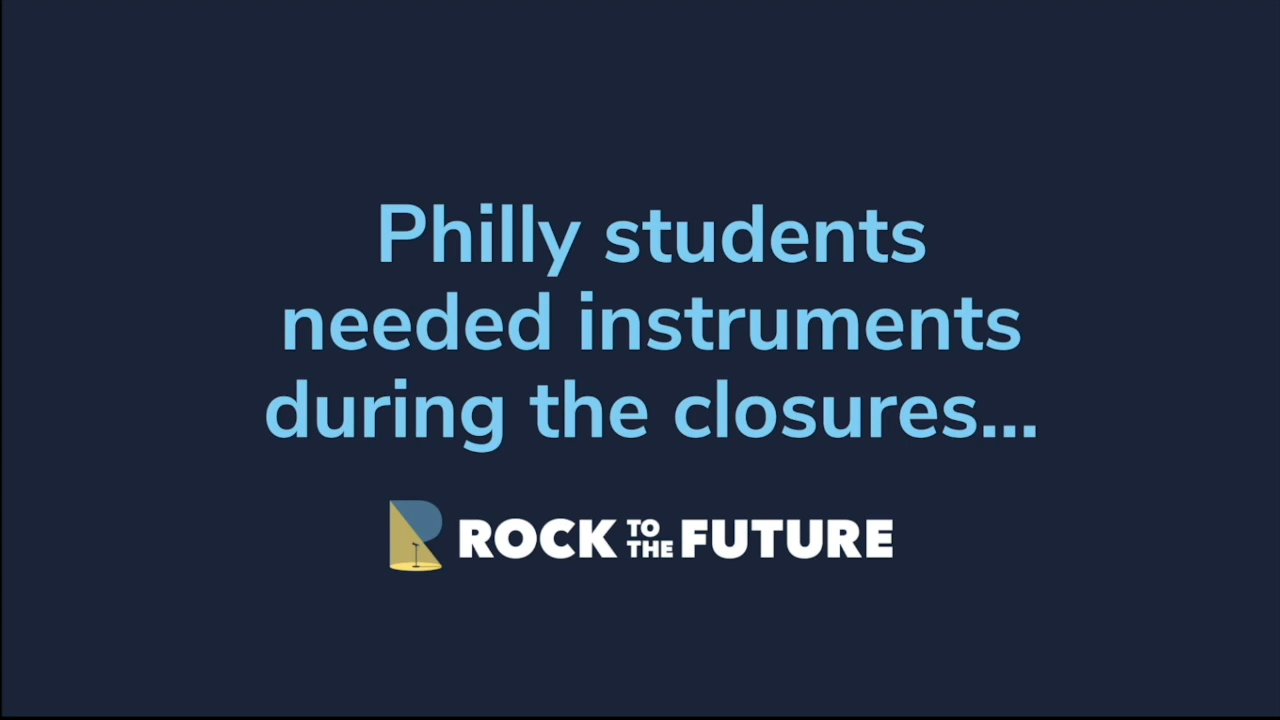 Philly students
needed instruments
during the closures...
ROCK TO THE FUTURE